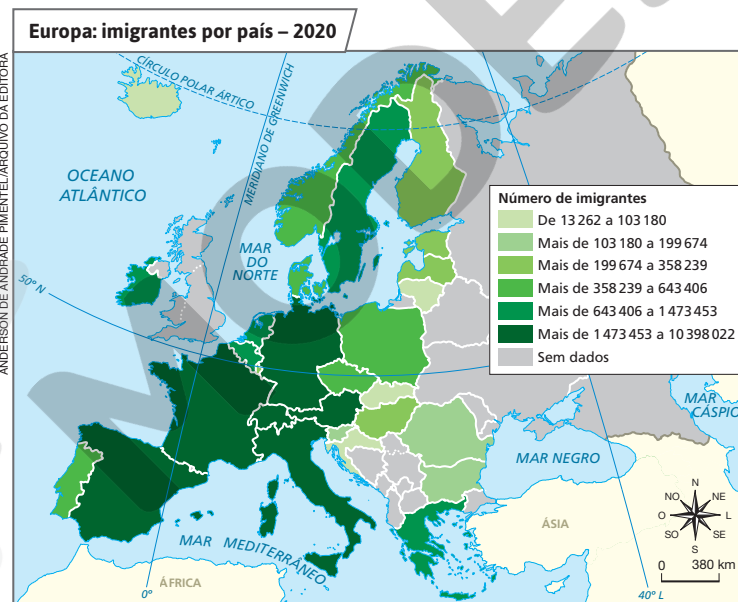 Europa: imigrantes por país – 2020
ANDERSON DE ANDRADE PIMENTEL/ARQUIVO DA EDITORA
CÍRCULO POLAR ÁRTICO
MERIDIANO DE GREENWICH
OCEANO
ATLÂNTICO
MAR
DO
NORTE
50° N
Número de imigrantes
De 13 262 a 103 180
Mais de 103 180 a 199 674
Mais de 199 674 a 358 239
Mais de 358 239 a 643 406
Mais de 643 406 a 1 473 453
Mais de 1 473 453 a 10 398 022
Sem dados
MAR
CÁSPIO
MAR NEGRO
ÁSIA
MAR MEDITERRÂNEO
ÁFRICA
0°
40° L
N
NO
NE
O
L
SO
SE
S
0
380 km